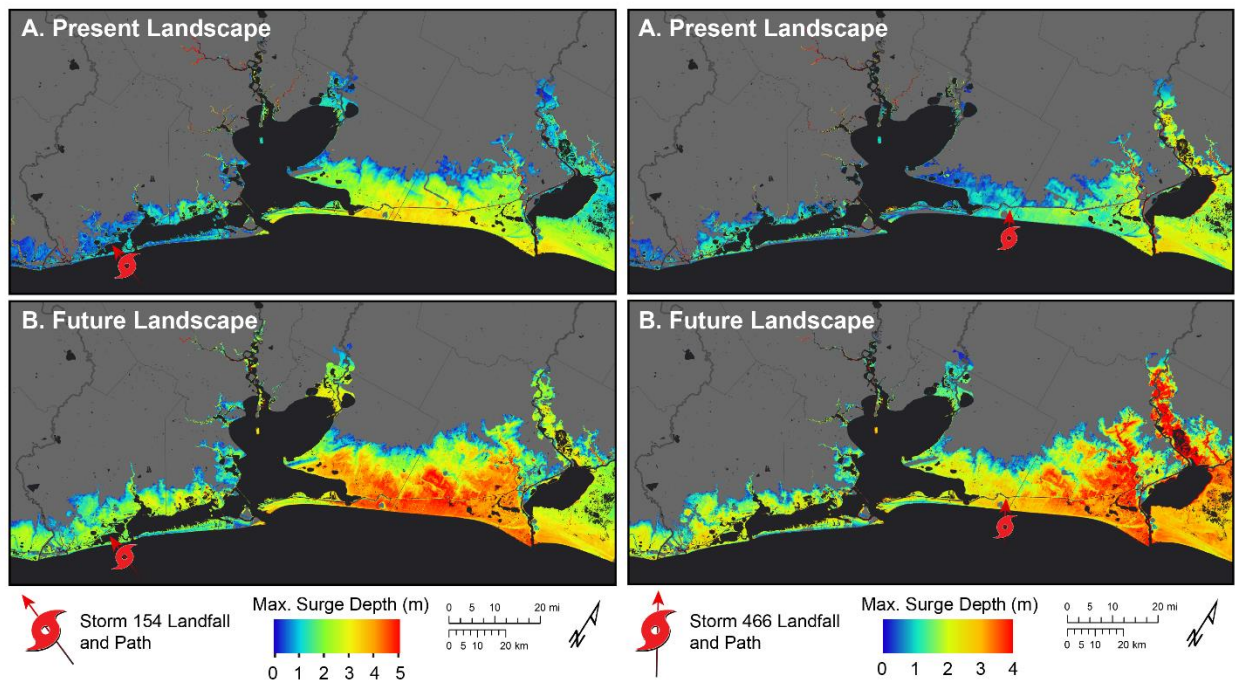 A. Present Landscape
A. Present Landscape
B. Future Landscape
B. Future Landscape
Storm 154 Landfall
and Path
Max. Surge Depth (m)
0 1 2 3 4 5
0 5 10 20 mi
0 5 10 20 km
N
Storm 466 Landfall
and Path
Max. Surge Depth (m)
0 1 2 3 4
0 5 10 20 mi
0 5 10 20 km
N